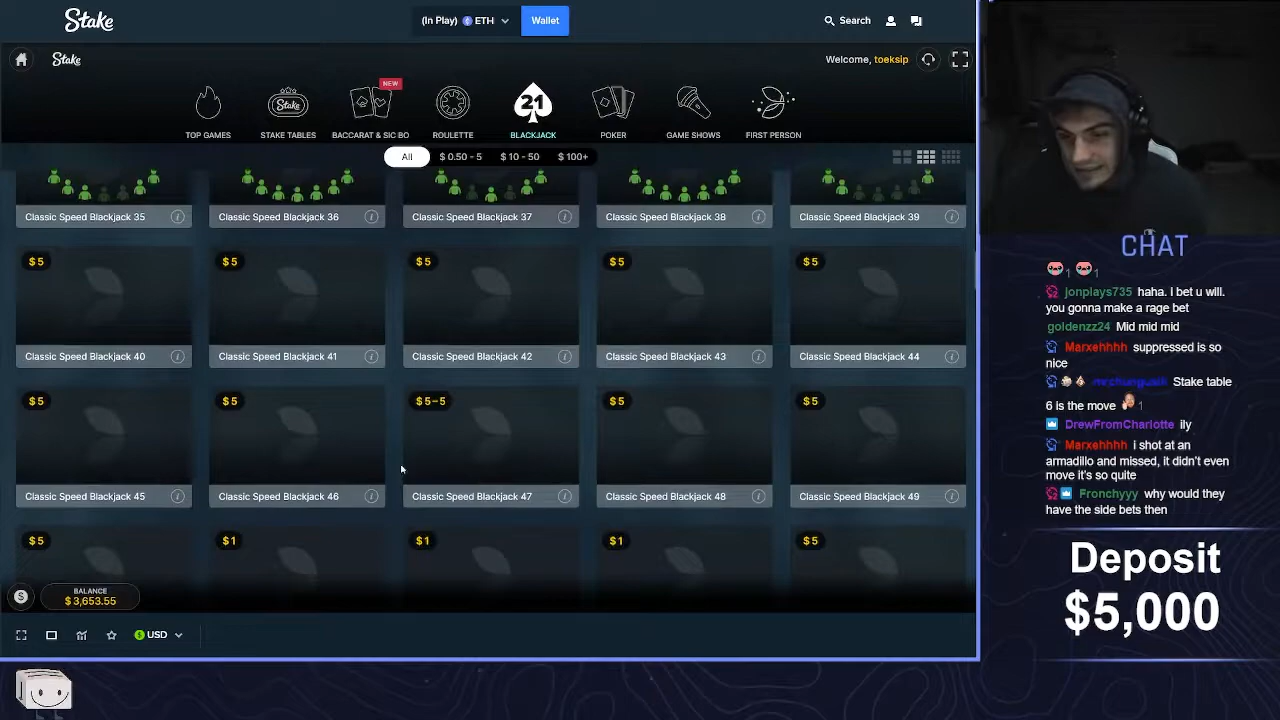 Stake
(In Play) ETH
Wallet
Search
Stake
Welcome, toeksip
NEW
Stake
21
TOP GAMES
STAKE TABLES
BACCARAT & SIC BO
ROULETTE
BLACKJACK
POKER
GAME SHOWS
FIRST PERSON
All
$ 0.50 - 5
$ 10 - 50
$ 100+
Classic Speed Blackjack 35
Classic Speed Blackjack 36
Classic Speed Blackjack 37
Classic Speed Blackjack 38
Classic Speed Blackjack 39
$ 5
$ 5
$ 5
$ 5
$ 5
Classic Speed Blackjack 40
Classic Speed Blackjack 41
Classic Speed Blackjack 42
Classic Speed Blackjack 43
Classic Speed Blackjack 44
$ 5
$ 5
$ 5–5
$ 5
$ 5
Classic Speed Blackjack 45
Classic Speed Blackjack 46
Classic Speed Blackjack 47
Classic Speed Blackjack 48
Classic Speed Blackjack 49
$ 5
$ 1
$ 1
$ 1
$ 5
BALANCE
$ 3,653.55
USD
CHAT
1 1
jonplays735 haha. i bet u will.
you gonna make a rage bet
goldenzz24 Mid mid mid
Marxehhhh suppressed is so
nice
Stake table
6 is the move 1
DrewFromCharlotte ily
Marxehhhh i shot at an
armadillo and missed, it didn't even
move it's so quite
Fronchyyy why would they
have the side bets then
Deposit
$5,000